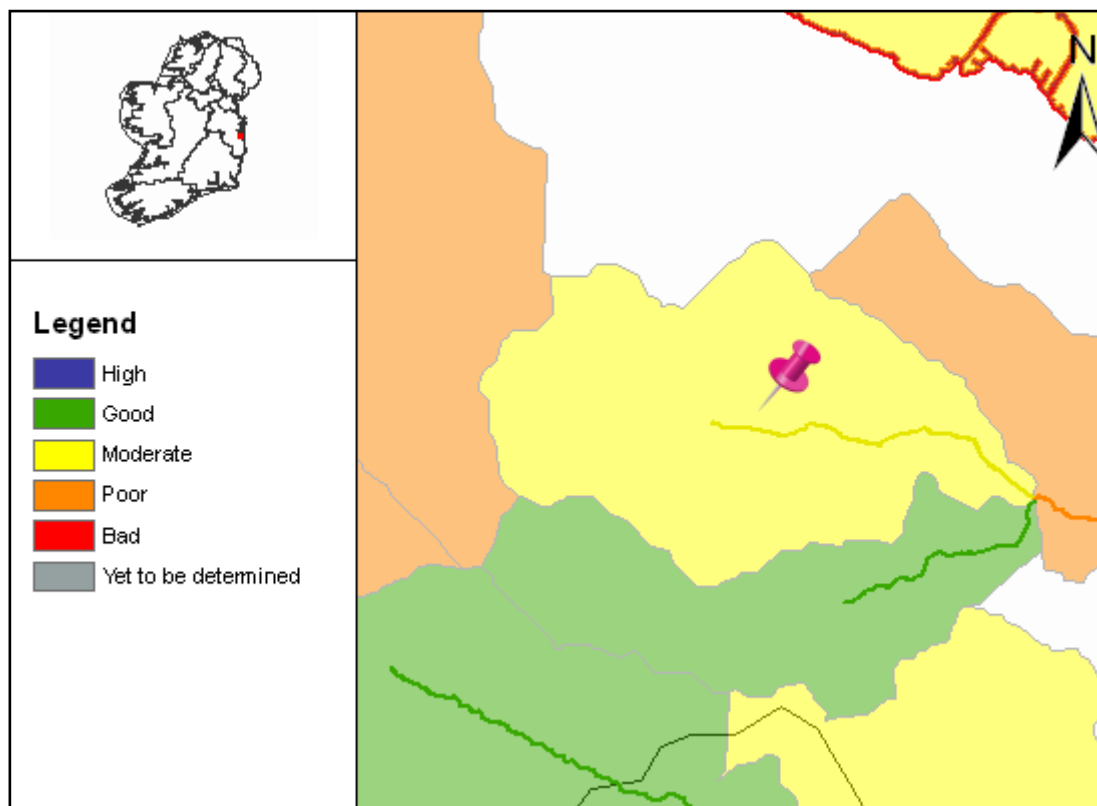 N
Legend
High
Good
Moderate
Poor
Bad
Yet to be determined